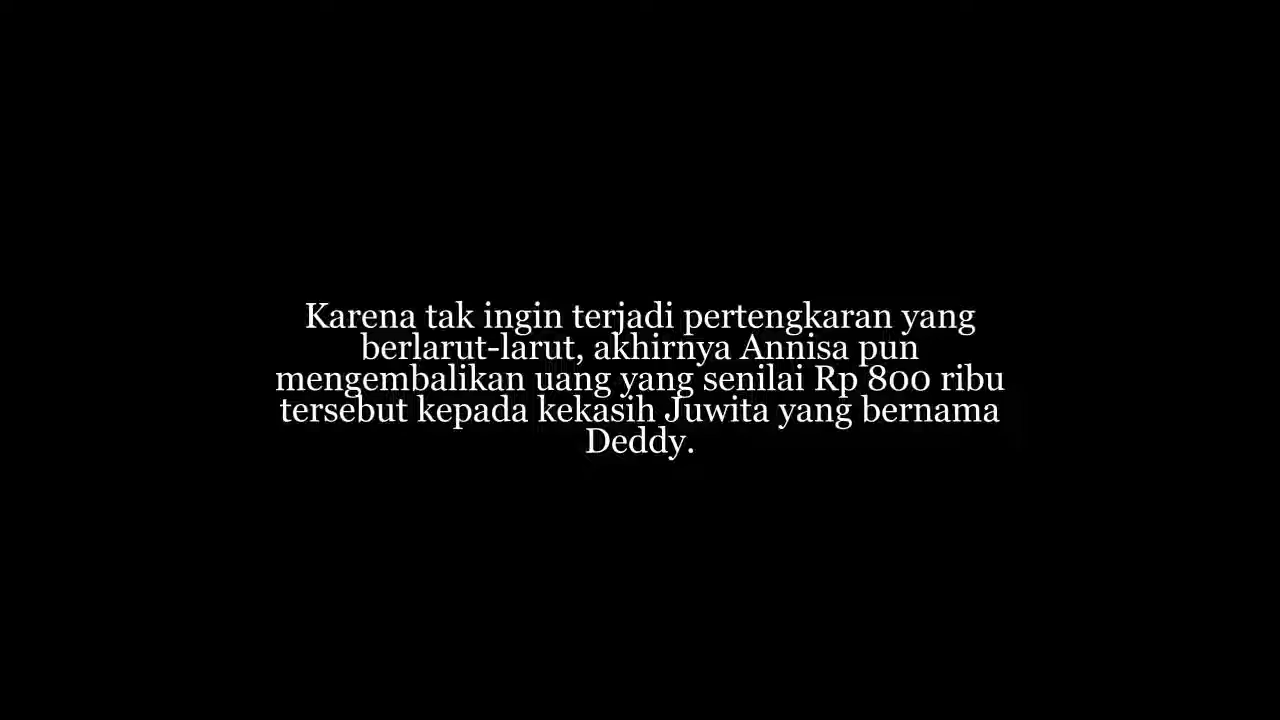 Karena tak ingin terjadi pertengkaran yang
berlarut-larut, akhirnya Annisa pun
mengembalikan uang yang senilai Rp 800 ribu
tersebut kepada kekasih Juwita yang bernama
Deddy.